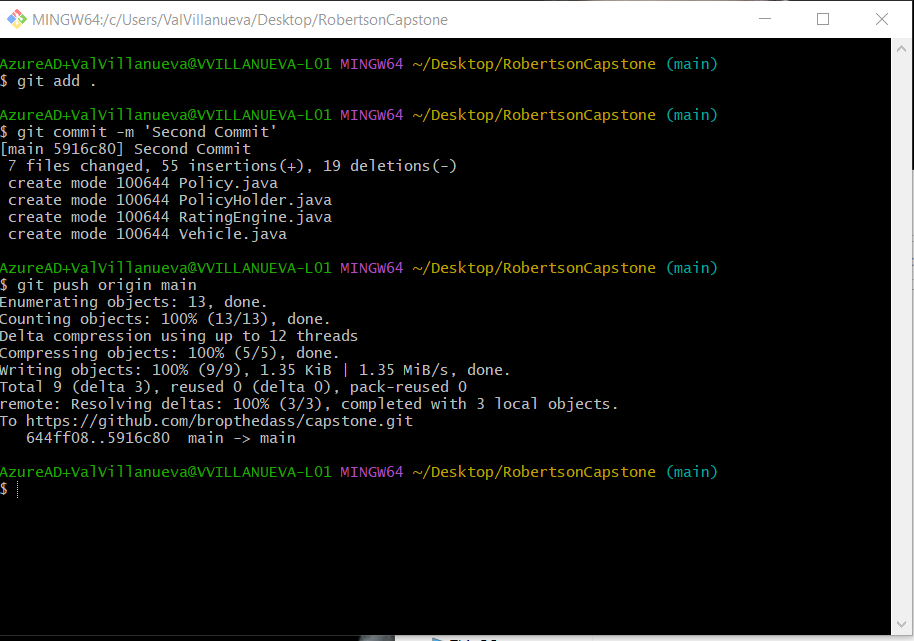 MINGW64:/c/Users/ValVillanueva/Desktop/RobertsonCapstone
AzureAD+ValVillanueva@VVILLANUEVA-L01 MINGW64 ~/Desktop/RobertsonCapstone (main)
$ git add .
AzureAD+ValVillanueva@VVILLANUEVA-L01 MINGW64 ~/Desktop/RobertsonCapstone (main)
$ git commit -m 'Second Commit'
[main 5916c80] Second Commit
7 files changed, 55 insertions(+), 19 deletions(-)
create mode 100644 Policy.java
create mode 100644 PolicyHolder.java
create mode 100644 RatingEngine.java
create mode 100644 Vehicle.java
AzureAD+ValVillanueva@VVILLANUEVA-L01 MINGW64 ~/Desktop/RobertsonCapstone (main)
$ git push origin main
Enumerating objects: 13, done.
Counting objects: 100% (13/13), done.
Delta compression using up to 12 threads
Compressing objects: 100% (5/5), done.
Writing objects: 100% (9/9), 1.35 KiB | 1.35 MiB/s, done.
Total 9 (delta 3), reused 0 (delta 0), pack-reused 0
remote: Resolving deltas: 100% (3/3), completed with 3 local objects.
To https://github.com/bropthedass/capstone.git
644ff08..5916c80  main -> main
AzureAD+ValVillanueva@VVILLANUEVA-L01 MINGW64 ~/Desktop/RobertsonCapstone (main)
$